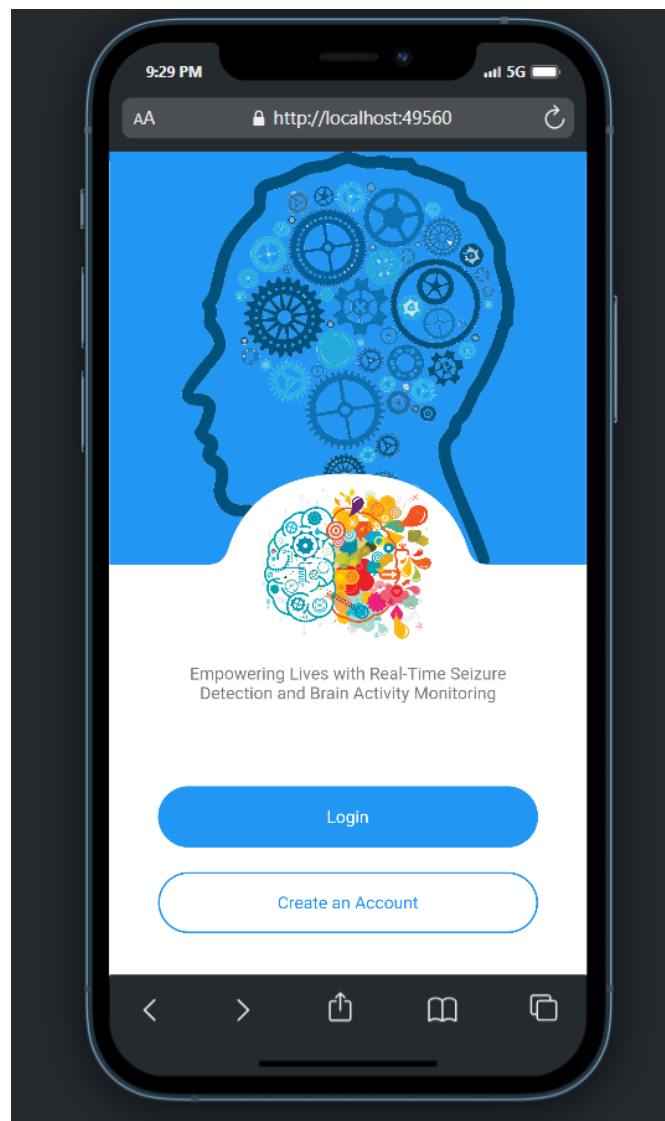 9:29 PM
5G
AA
http://localhost:49560
Empowering Lives with Real-Time Seizure
Detection and Brain Activity Monitoring
Login
Create an Account